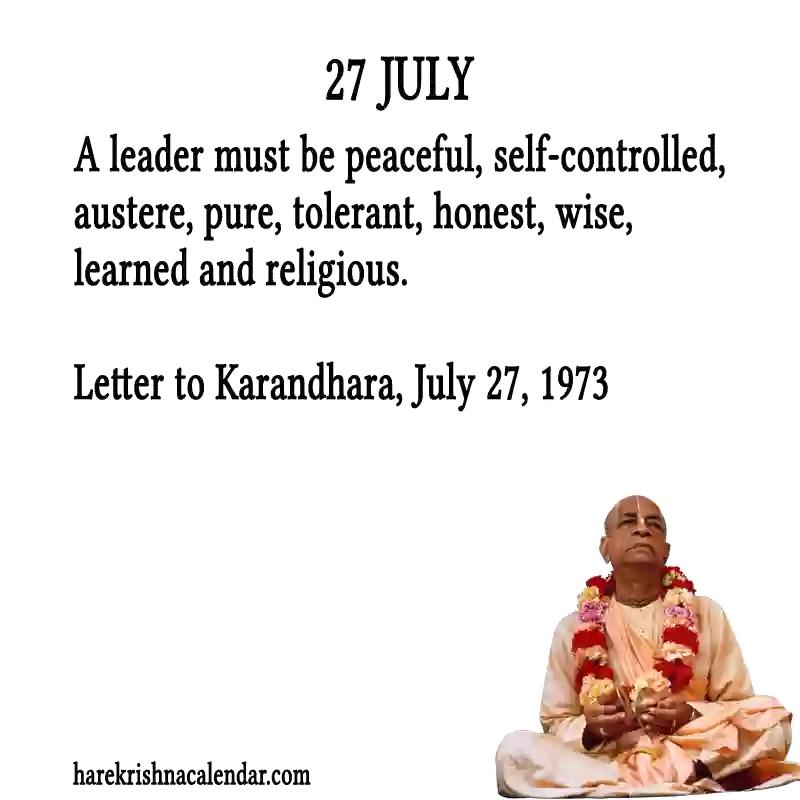 27 JULY
A leader must be peaceful, self-controlled,
austere, pure, tolerant, honest, wise,
learned and religious.
Letter to Karandhara, July 27, 1973
harekrishnacalendar.com